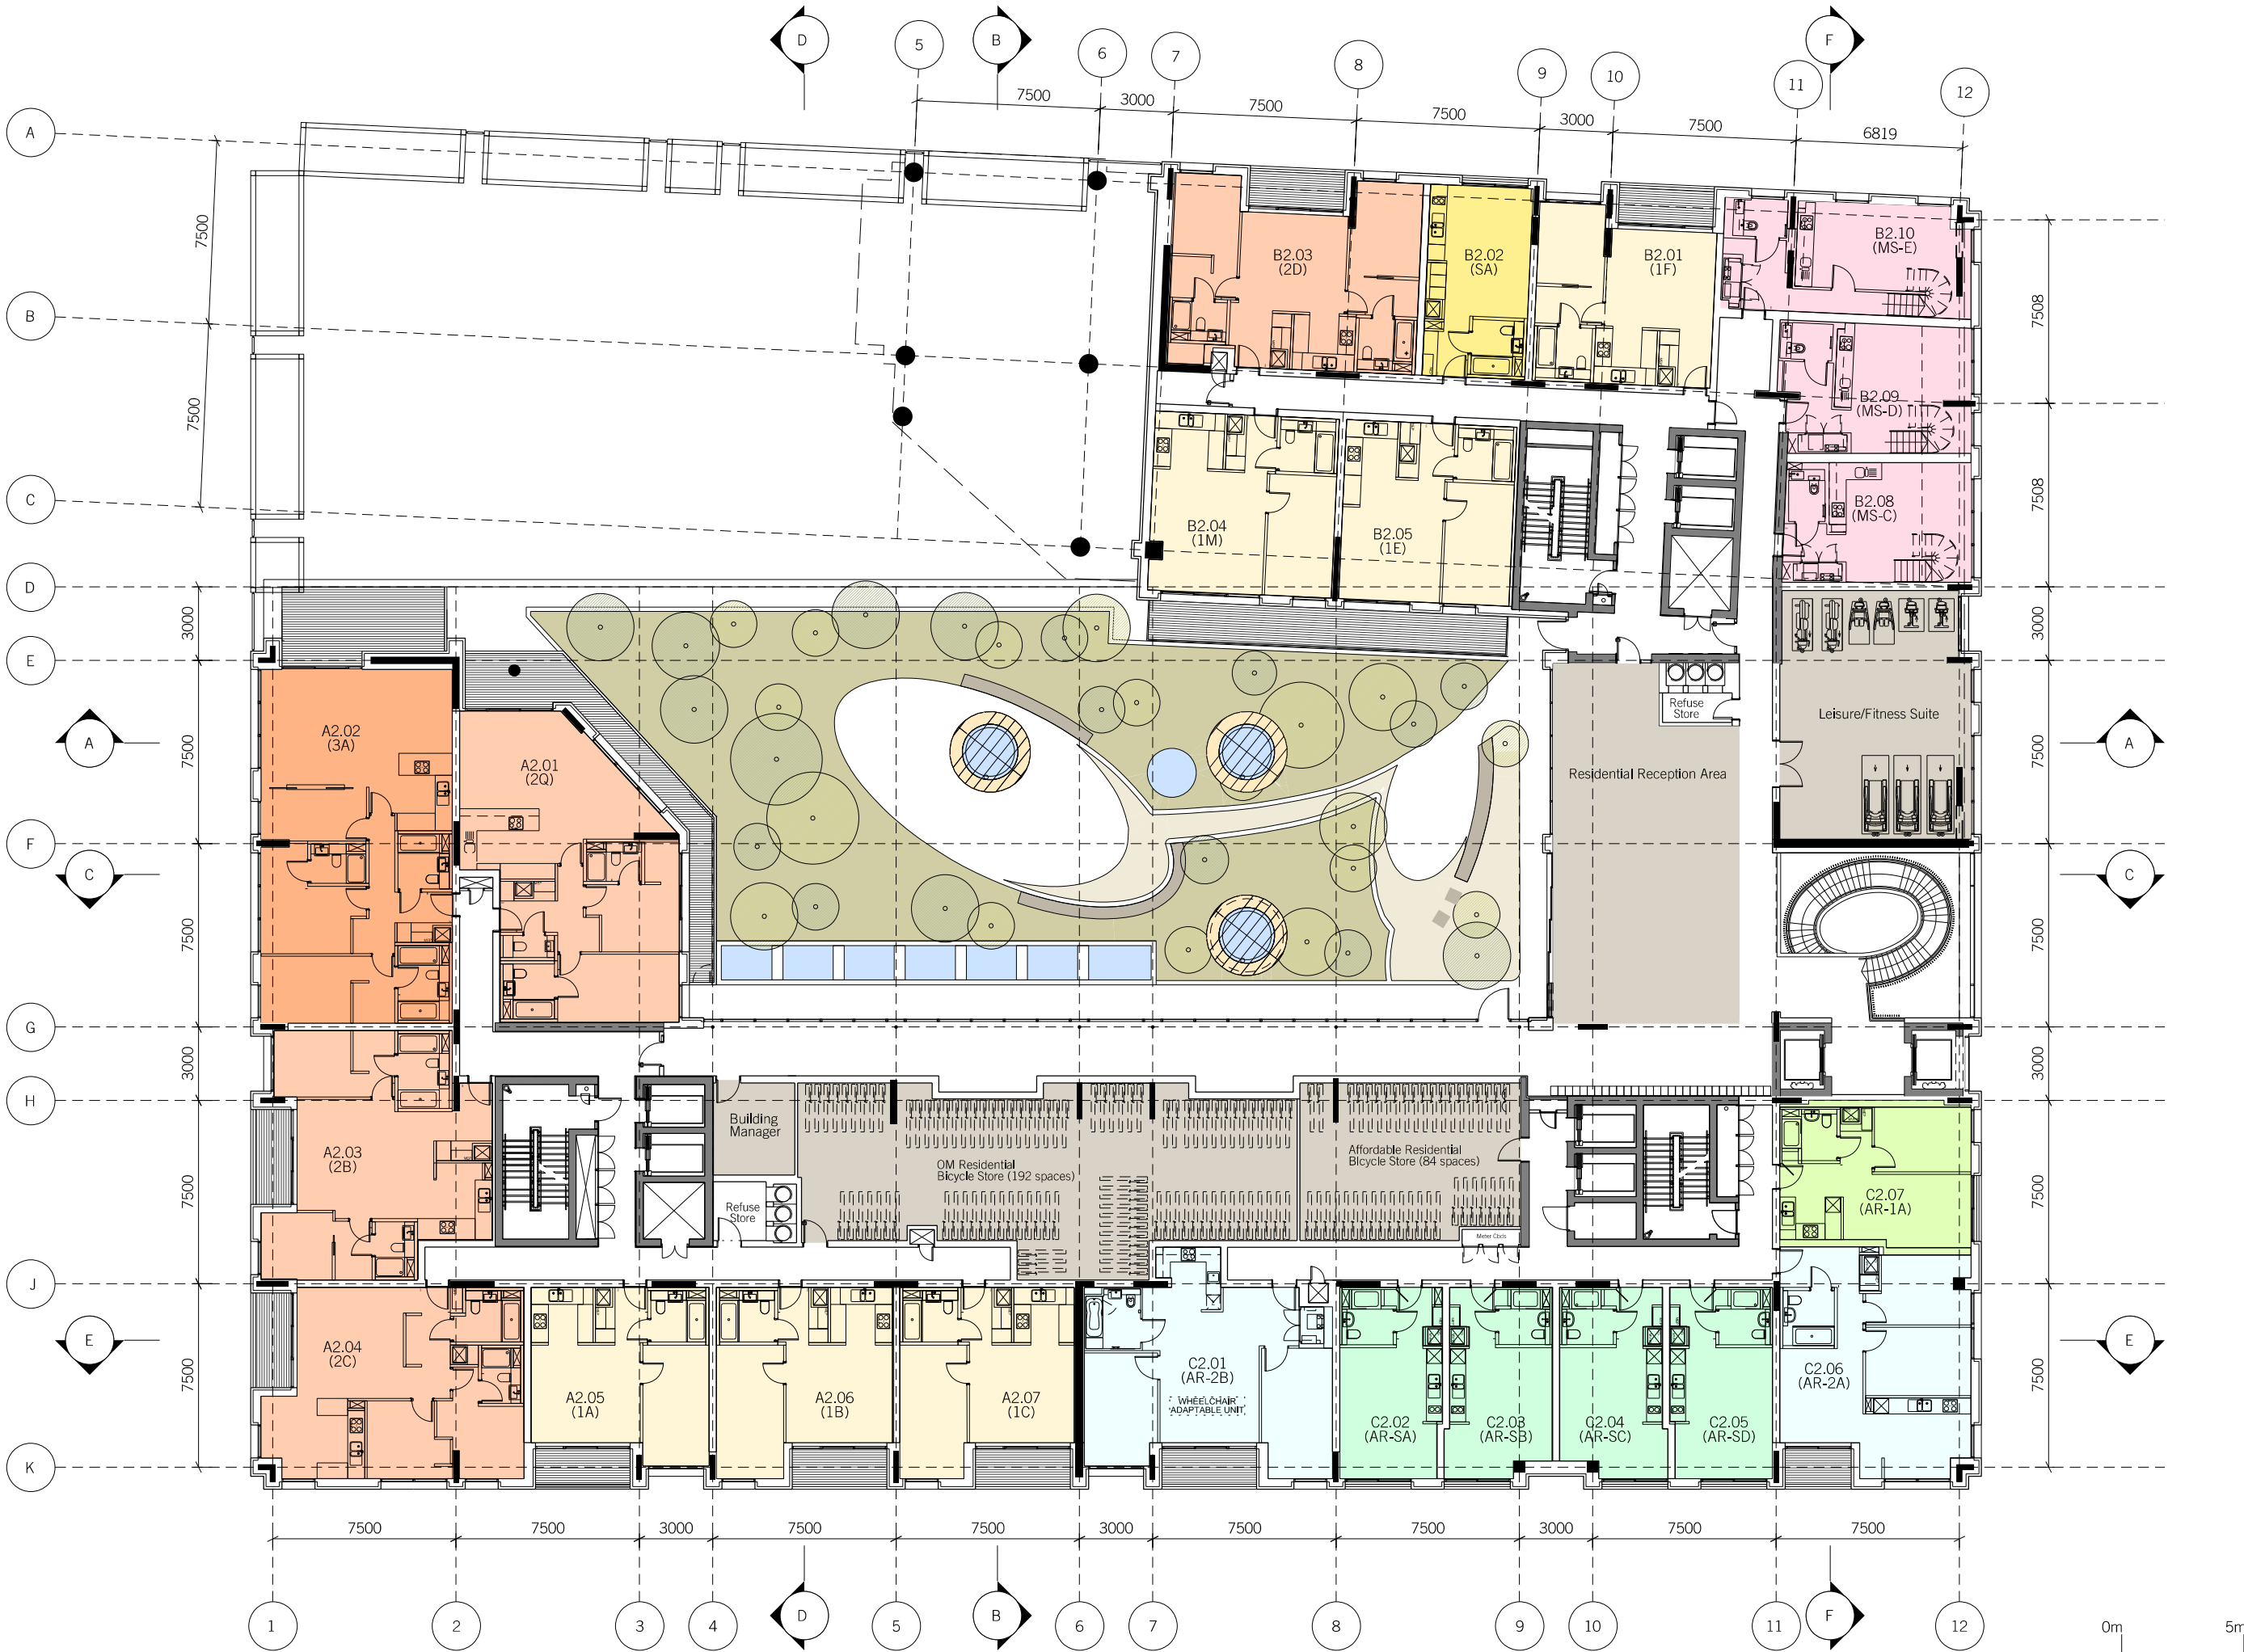 D
5
B
6
7
8
9
10
11
F
12
7500
3000
7500
7500
3000
7500
6819
A
B
C
D
E
A
F
C
G
H
J
E
K
7500
7500
3000
7500
7500
3000
7500
7500
B2.03
(2D)
B2.02
(SA)
B2.01
(1F)
B2.10
(MS-E)
B2.09
(MS-D)
B2.08
(MS-C)
B2.04
(1M)
B2.05
(1E)
7508
7508
3000
7500
7500
3000
7500
7500
A
C
E
A2.02
(3A)
A2.01
(2Q)
Refuse
Store
Leisure/Fitness Suite
Residential Reception Area
Building
Manager
A2.03
(2B)
OM Residential
Bicycle Store (192 spaces)
Affordable Residential
BIcycle Store (84 spaces)
Refuse
Store
Meter Cbds
C2.07
(AR-1A)
A2.04
(2C)
A2.05
(1A)
A2.06
(1B)
A2.07
(1C)
C2.01
(AR-2B)
WHEELCHAIR
ADAPTABLE UNIT
C2.02
(AR-SA)
C2.03
(AR-SB)
C2.04
(AR-SC)
C2.05
(AR-SD)
C2.06
(AR-2A)
7500
7500
3000
7500
7500
3000
7500
7500
3000
7500
7500
1
2
3
4
D
5
B
6
7
8
9
10
11
F
12
0m
5m